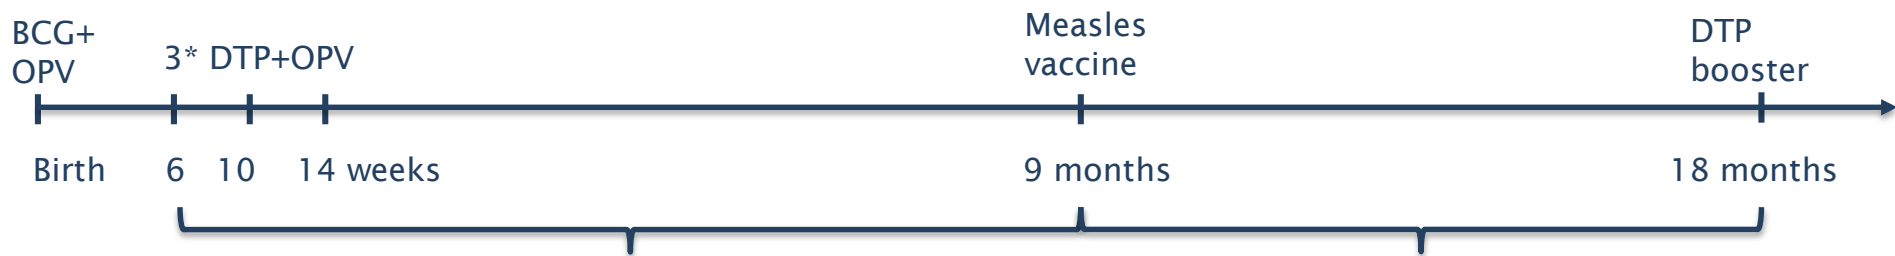 BCG+
OPV
3* DTP+OPV
Measles
vaccine
DTP
booster
Birth
6
10
14 weeks
9 months
18 months